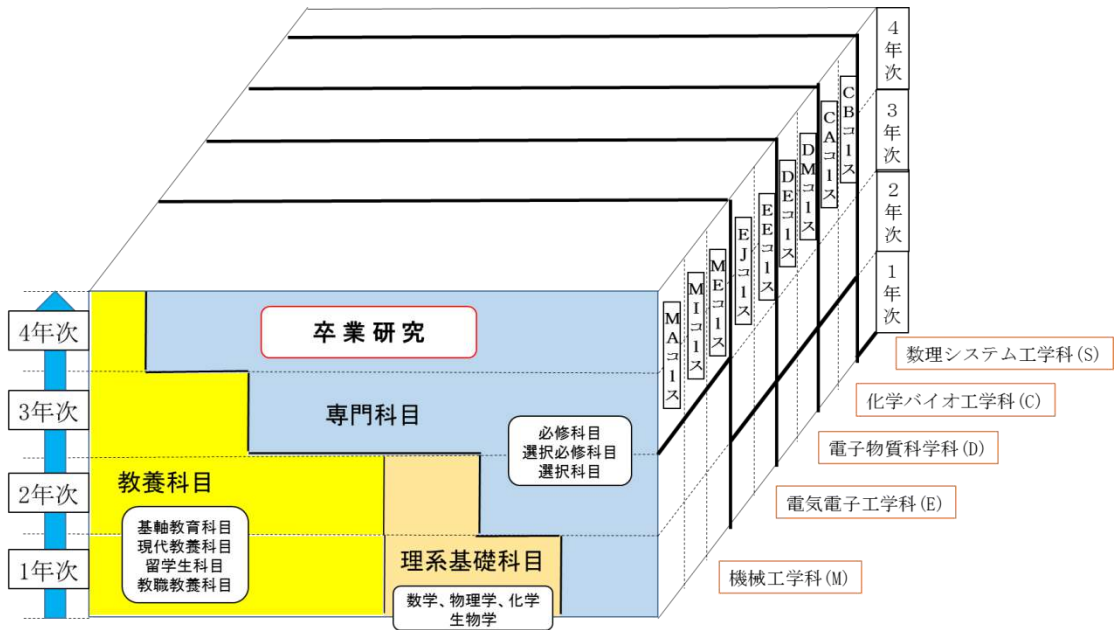 4年次
3年次
2年次
1年次
卒業研究
専門科目
必修科目
選択必修科目
選択科目
教養科目
基軸教育科目
現代教養科目
留学生科目
教職教養科目
理系基礎科目
数学、物理学、化学
生物学
MAコース
MIコース
MEコース
EJコース
EEコース
DEコース
DMコース
CAコース
CBコース
4年次
3年次
2年次
1年次
数理システム工学科(S)
化学バイオ工学科(C)
電子物質科学科(D)
電気電子工学科(E)
機械工学科(M)